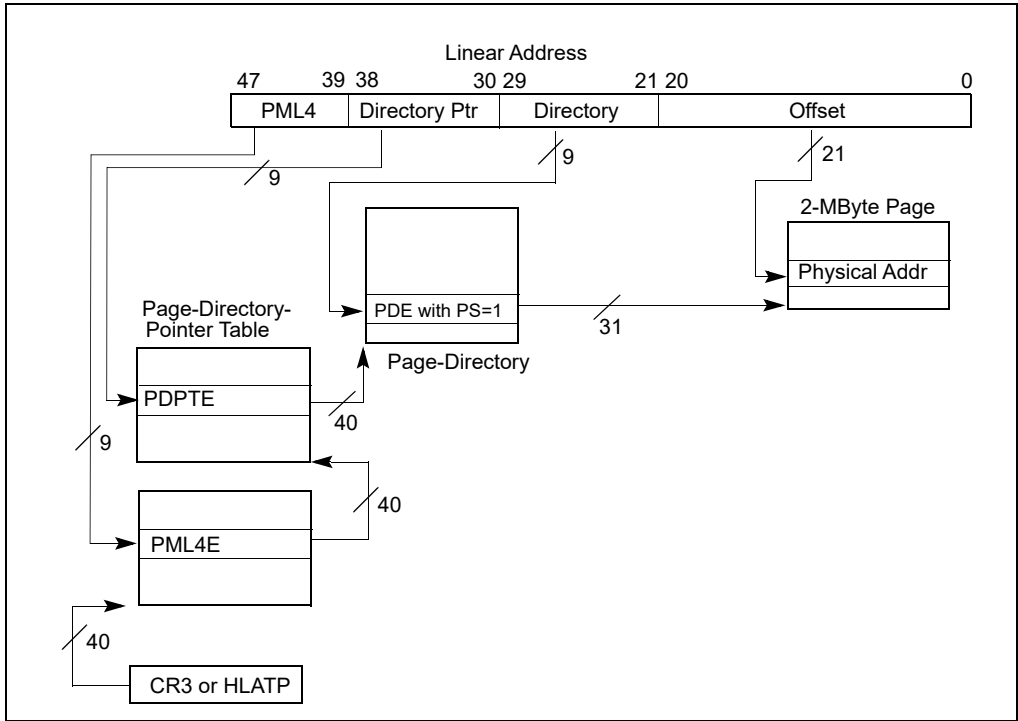 Linear Address
47 39 38 30 29 21 20 0
PML4 Directory Ptr Directory Offset
9
9
21
2-MByte Page
Physical Addr
PDE with PS=1
31
Page-Directory-
Pointer Table
Page-Directory
PDPTE
40
9
40
PML4E
40
CR3 or HLATP